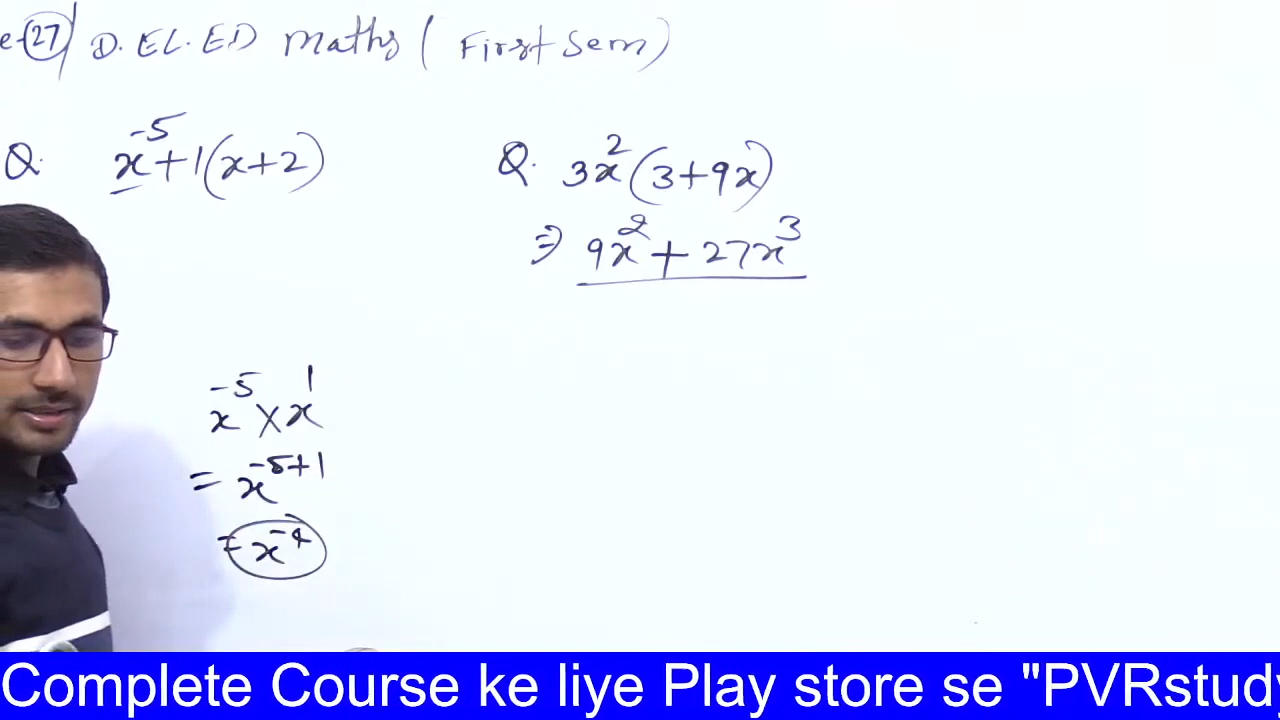 e-27 D.EL.ED Maths (First Sem)
Q. x⁻⁵+1(x+2)
x⁻⁵ × x¹
= x⁻⁵⁺¹
= x⁻⁴
Q. 3x²(3+9x)
⇒ 9x² + 27x³
Complete Course ke liye Play store se "PVRstudy